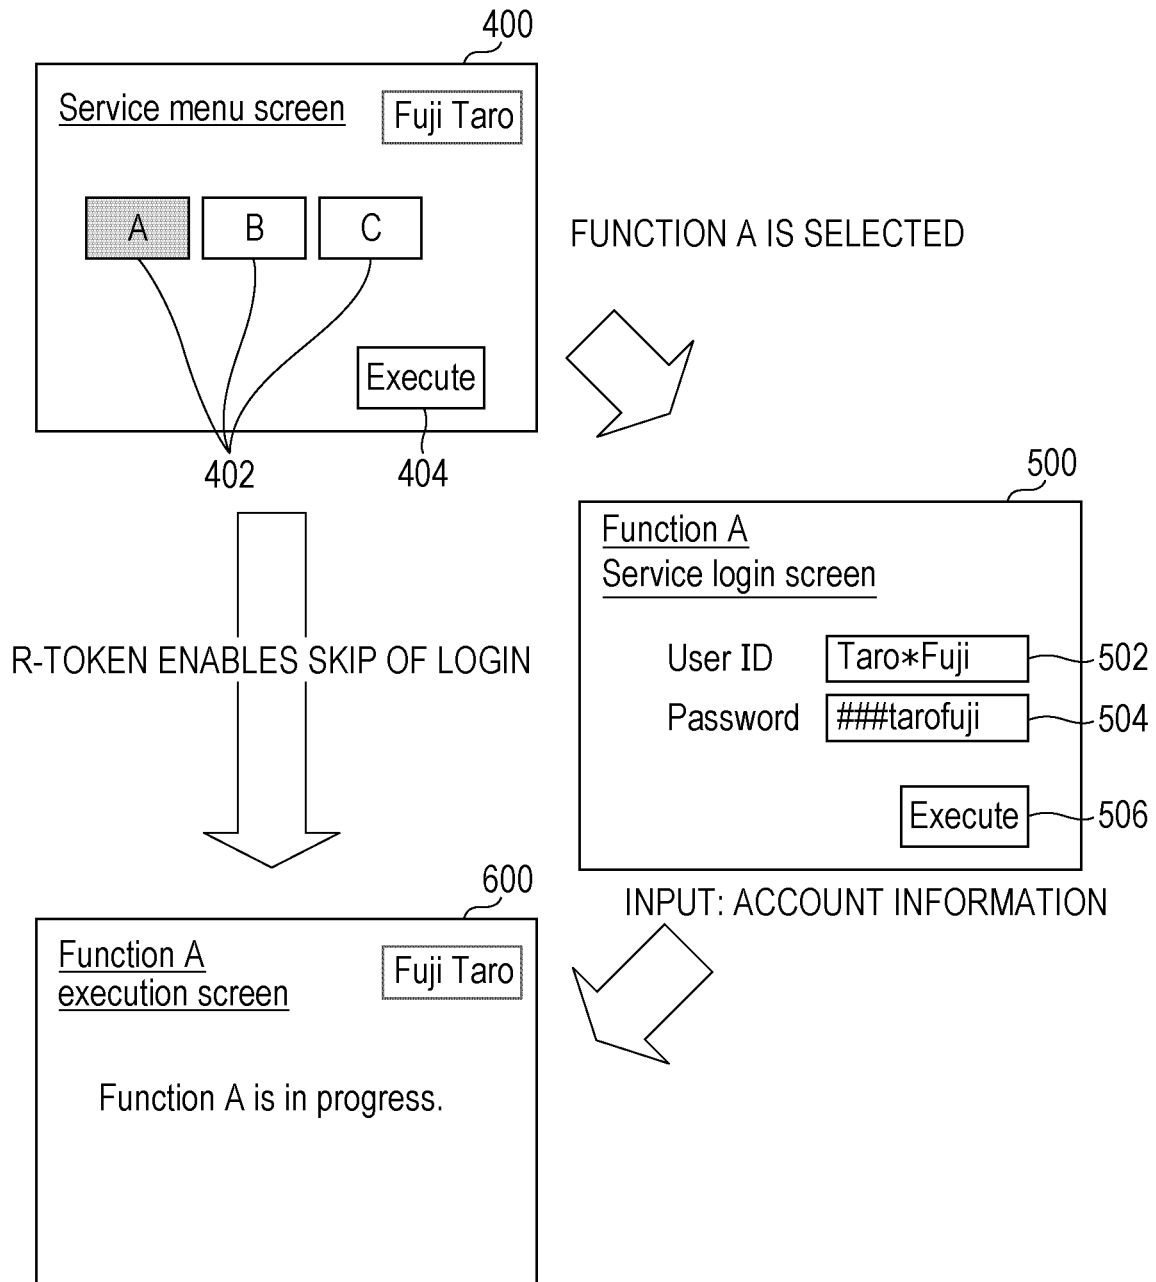 400
Service menu screen
Fuji Taro
A
B
C
FUNCTION A IS SELECTED
Execute
402
404
500
Function A
Service login screen
R-TOKEN ENABLES SKIP OF LOGIN
User ID
Taro*Fuji
502
Password
###tarofuji
504
Execute
506
600
INPUT: ACCOUNT INFORMATION
Function A
execution screen
Fuji Taro
Function A is in progress.